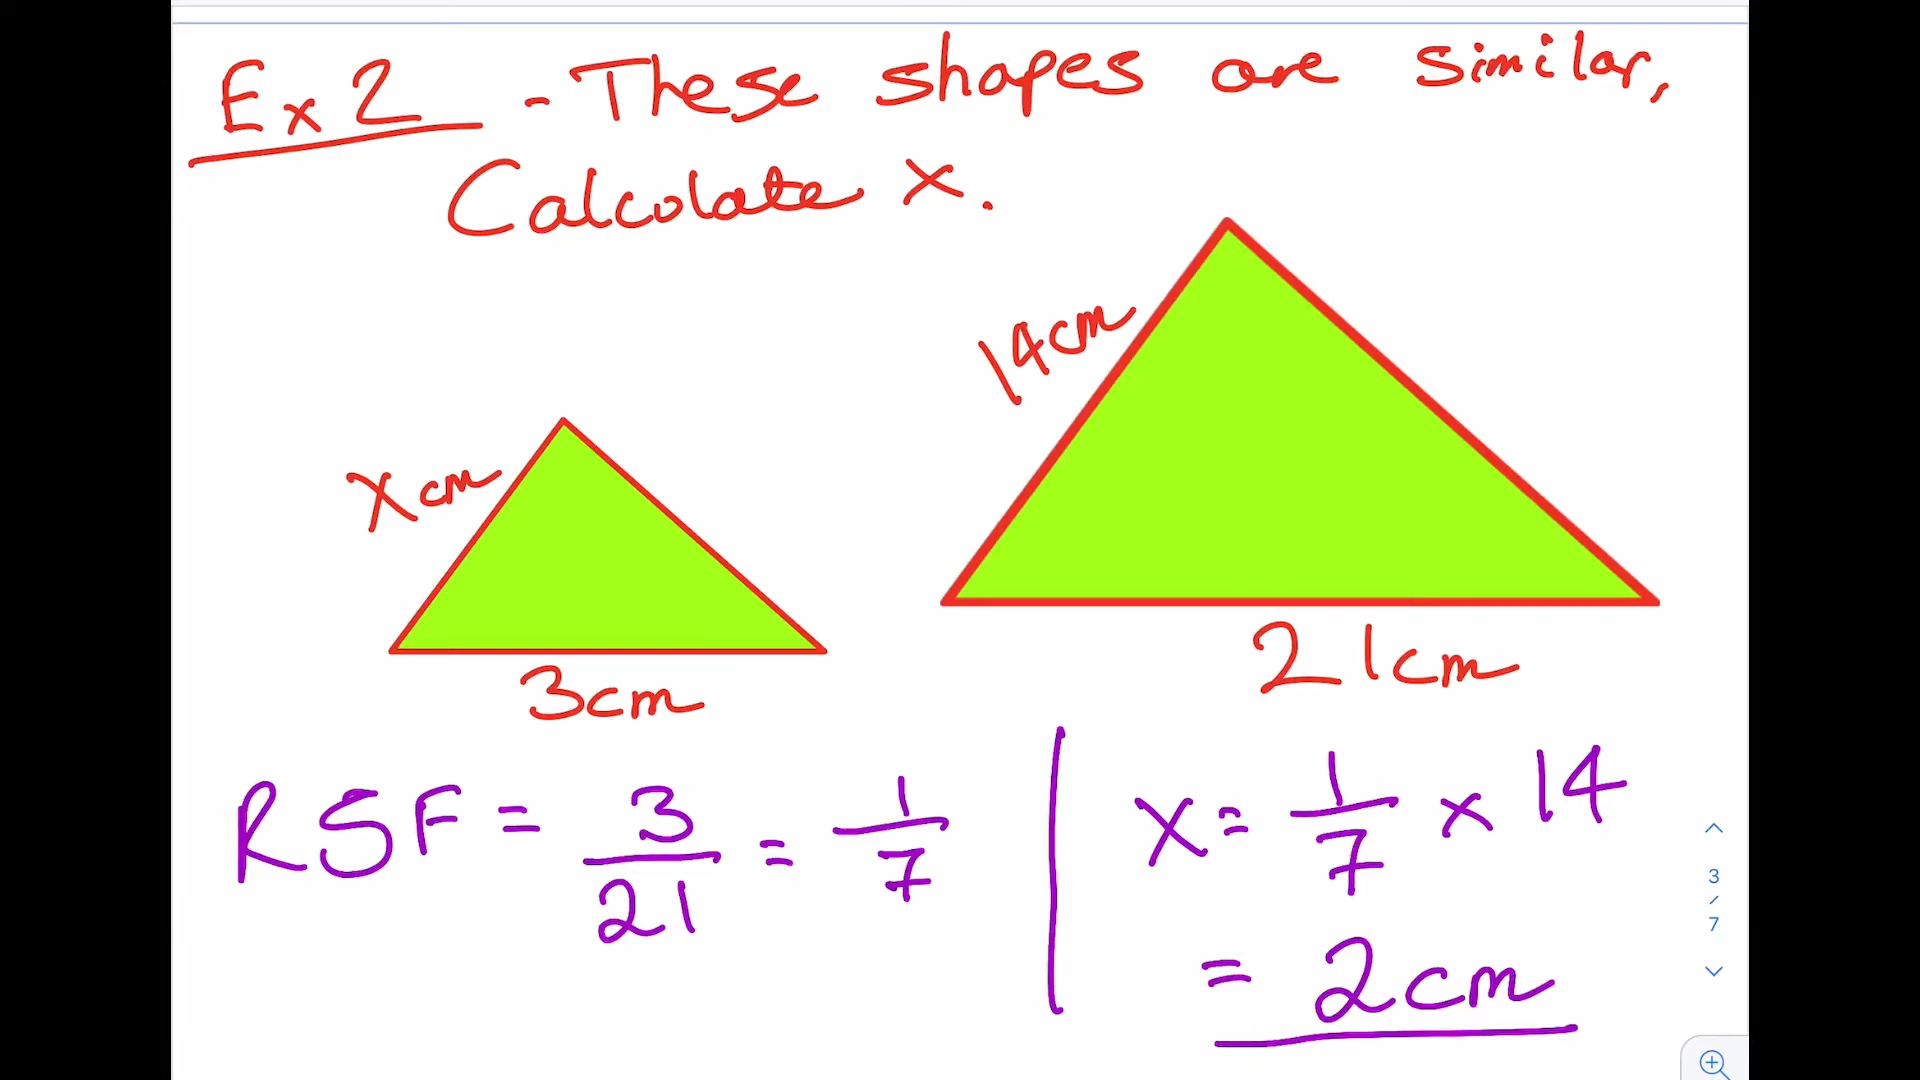 Ex 2 - These shapes are similar,
Calculate x.
14cm
x cm
3cm
21cm
RSF = 3/21 = 1/7
x = 1/7 x 14
= 2cm
3
/
7